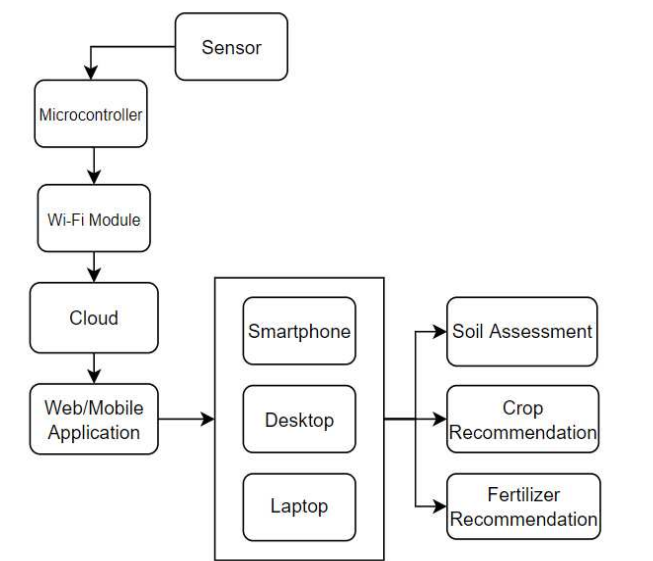 Sensor
Microcontroller
Wi-Fi Module
Cloud
Web/Mobile
Application
Smartphone
Desktop
Laptop
Soil Assessment
Crop
Recommendation
Fertilizer
Recommendation